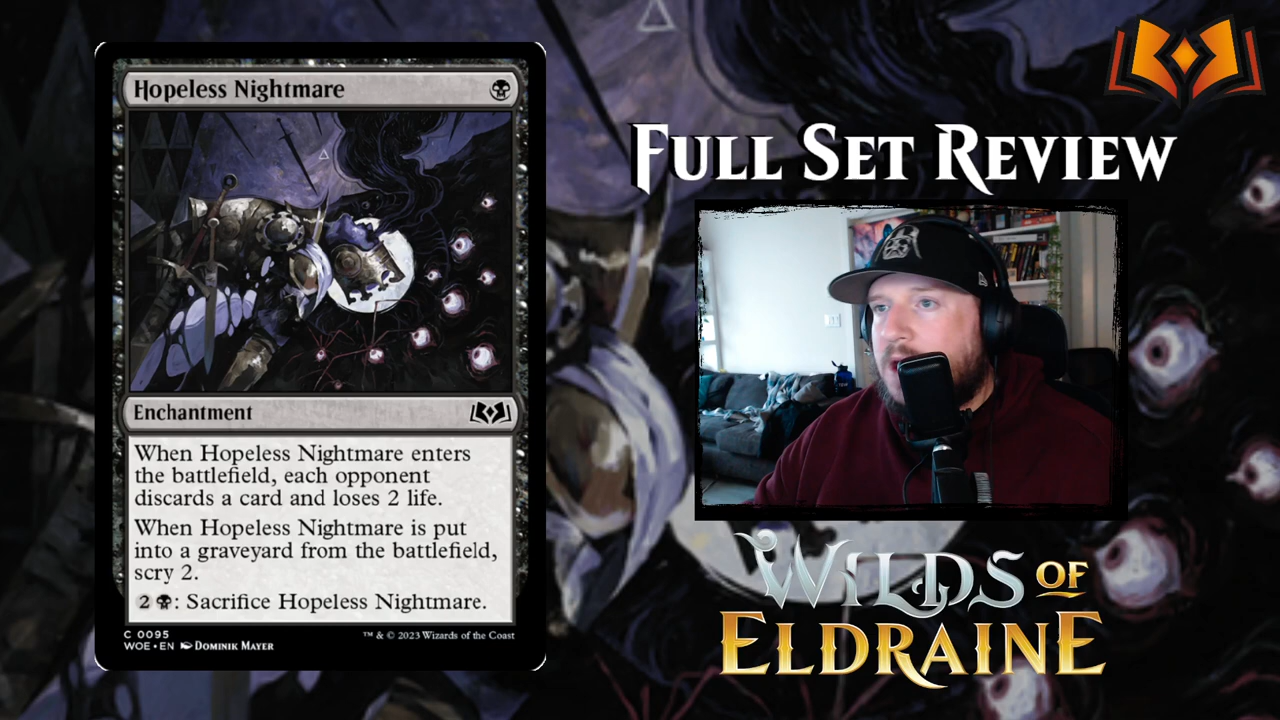 Hopeless Nightmare
Enchantment
When Hopeless Nightmare enters
the battlefield, each opponent
discards a card and loses 2 life.
When Hopeless Nightmare is put
into a graveyard from the battlefield,
scry 2.
2: Sacrifice Hopeless Nightmare.
C 0095
WOE • EN DOMINIK MAYER
™ & © 2023 Wizards of the Coast
FULL SET REVIEW
WILDS OF
ELDRAINE